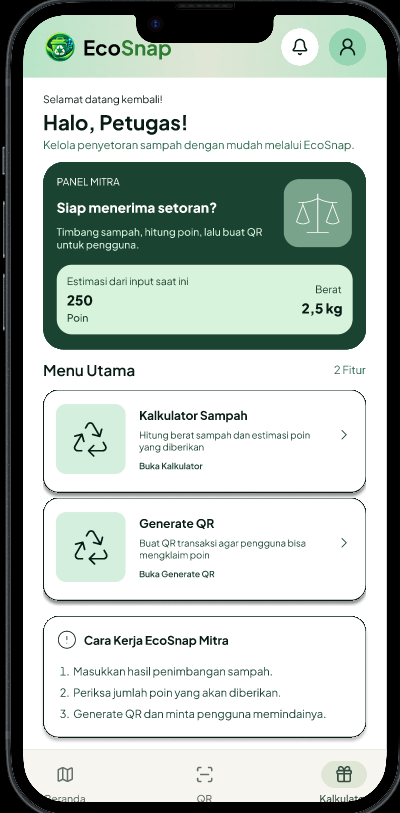 EcoSnap
Selamat datang kembali!
Halo, Petugas!
Kelola penyetoran sampah dengan mudah melalui EcoSnap.
PANEL MITRA
Siap menerima setoran?
Timbang sampah, hitung poin, lalu buat QR
untuk pengguna.
Estimasi dari input saat ini
250
Poin
Berat
2,5 kg
Menu Utama
2 Fitur
Kalkulator Sampah
Hitung berat sampah dan estimasi poin
yang diberikan
Buka Kalkulator
Generate QR
Buat QR transaksi agar pengguna bisa
mengklaim poin
Buka Generate QR
Cara Kerja EcoSnap Mitra
1. Masukkan hasil penimbangan sampah.
2. Periksa jumlah poin yang akan diberikan.
3. Generate QR dan minta pengguna memindainya.
Beranda
QR
Kalkulator